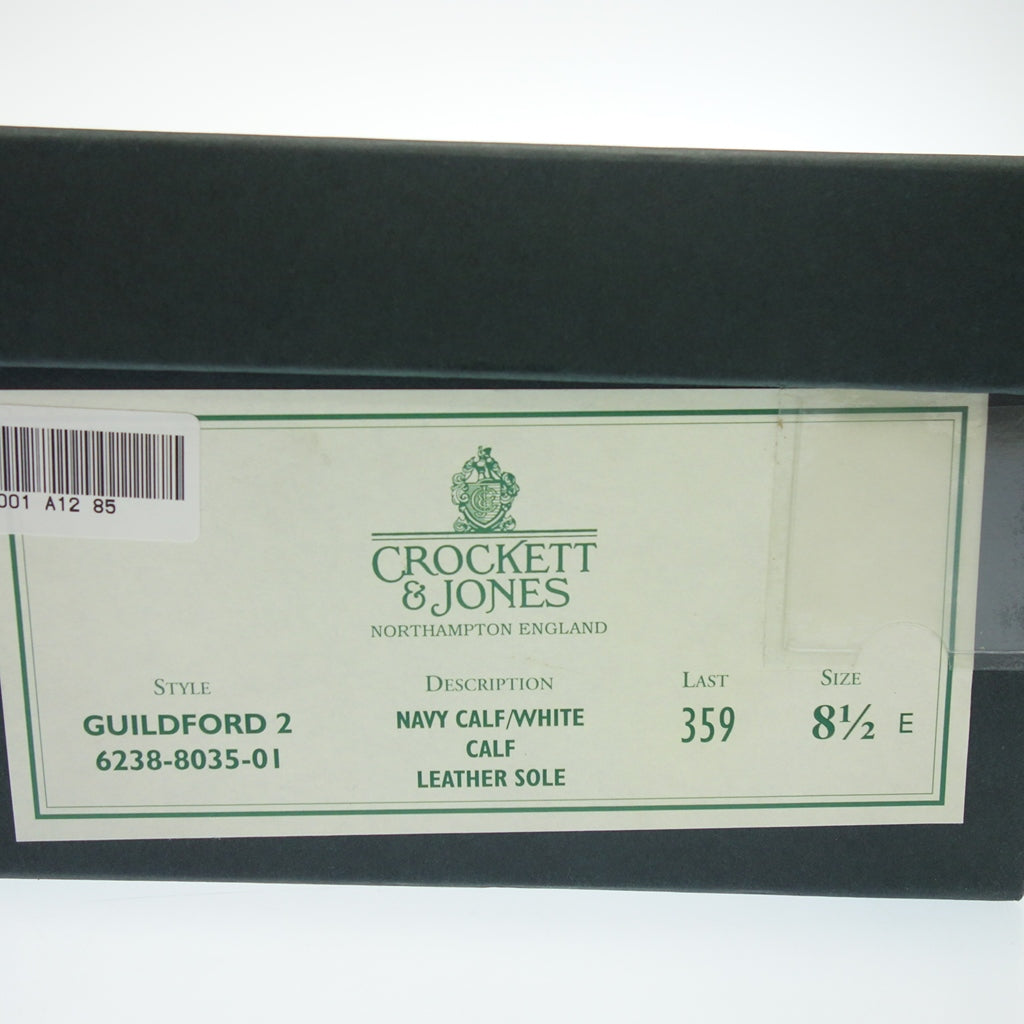 001 A12 85
CROCKETT
& JONES
NORTHAMPTON ENGLAND
STYLE
GUILDFORD 2
6238-8035-01
DESCRIPTION
NAVY CALF/WHITE
CALF
LEATHER SOLE
LAST
359
SIZE
8½ E